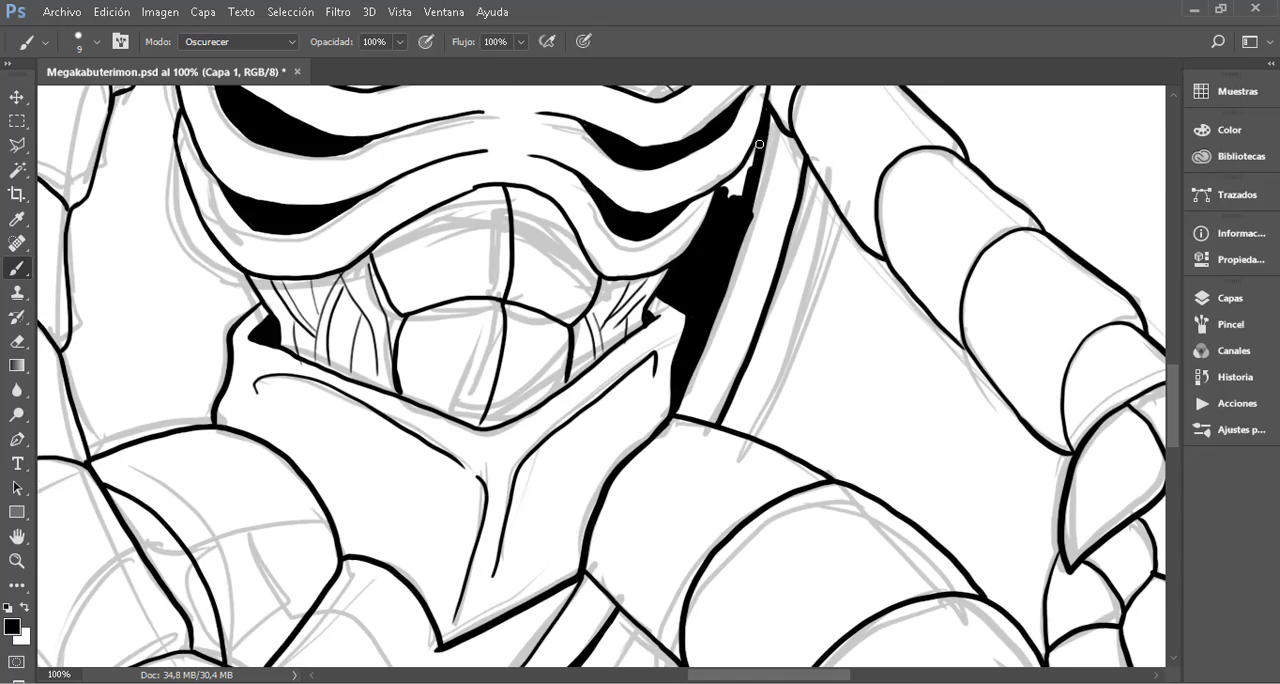 Ps Archivo Edición Imagen Capa Texto Selección Filtro 3D Vista Ventana Ayuda
9 Modo: Oscurecer Opacidad: 100% Flujo: 100%
Megakabuterimon.psd al 100% (Capa 1, RGB/8) * ×
Muestras
Color
Bibliotecas
Trazados
Informac...
Propieda...
Capas
Pincel
Canales
Historia
Acciones
Ajustes p...
100% Doc: 34,8 MB/30,4 MB